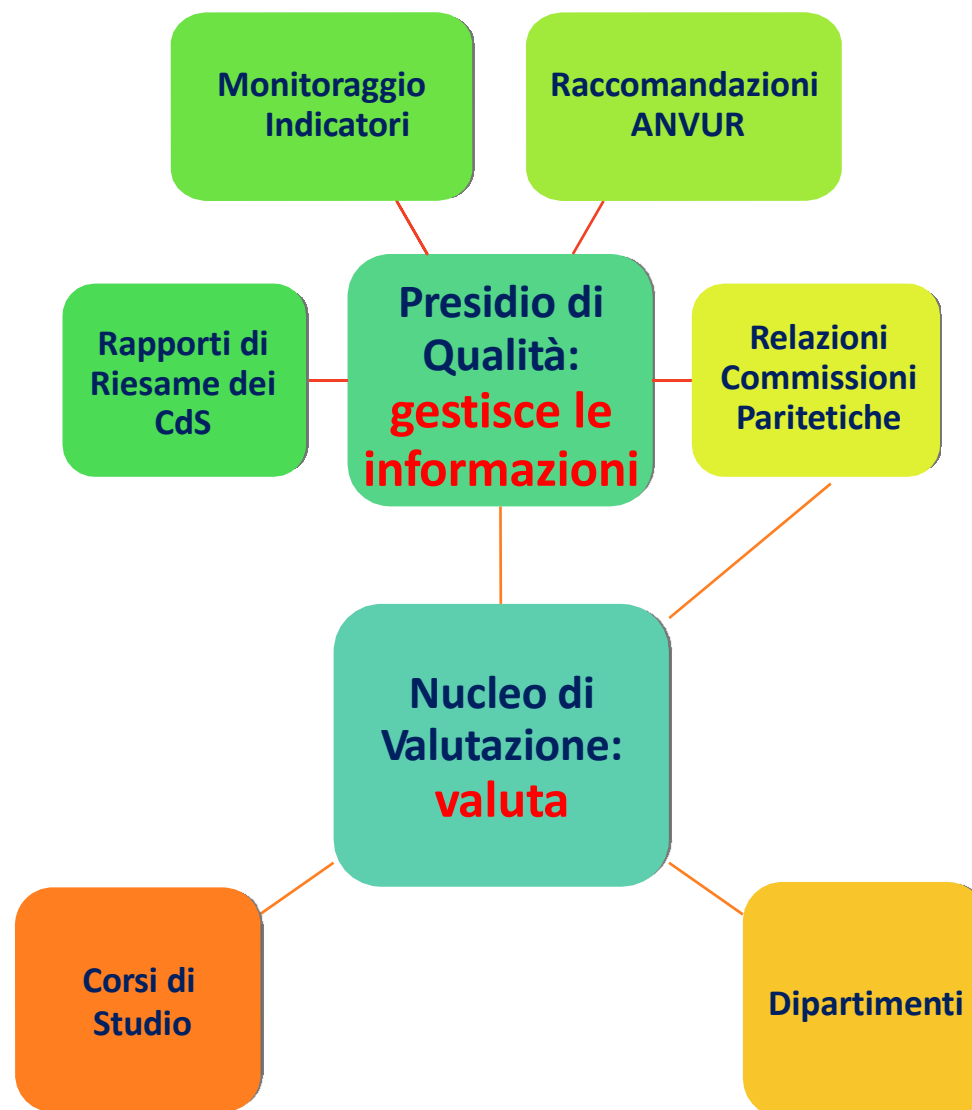 Monitoraggio
Indicatori
Raccomandazioni
ANVUR
Presidio di
Qualità:
gestisce le
informazioni
Rapporti di
Riesame dei
CdS
Relazioni
Commissioni
Paritetiche
Nucleo di
Valutazione:
valuta
Corsi di
Studio
Dipartimenti